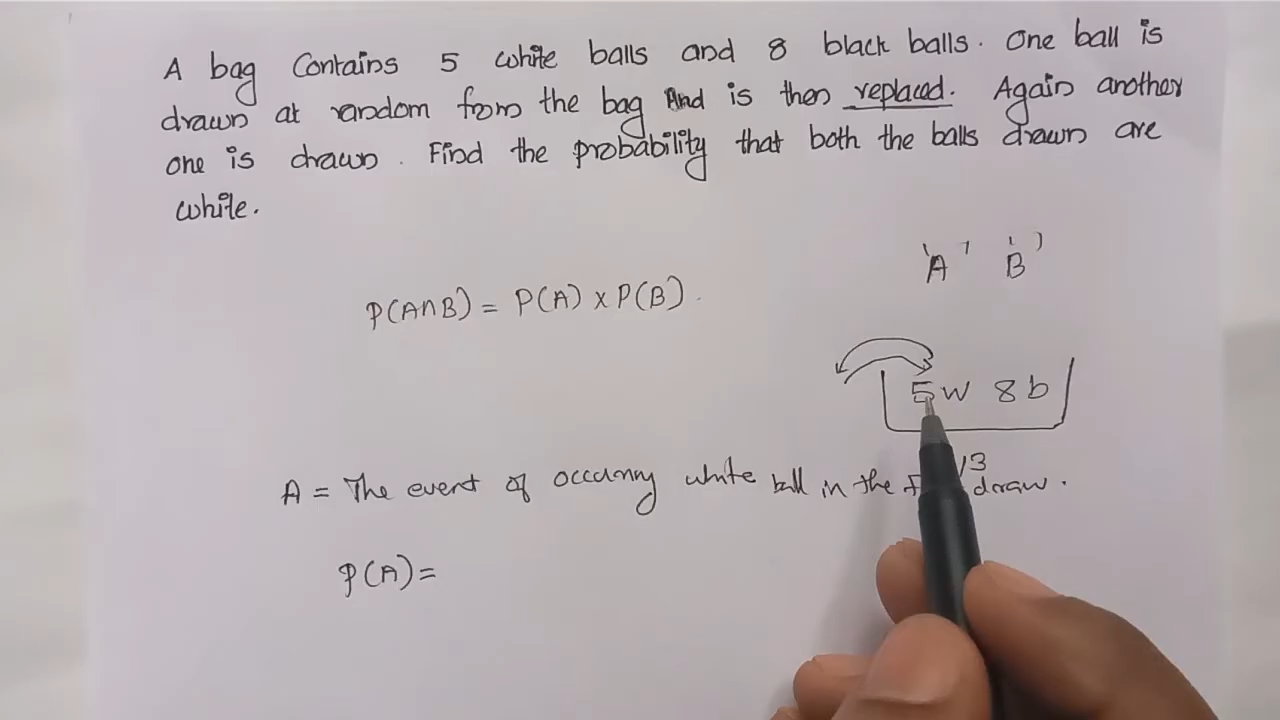 A bag Contains 5 white balls and 8 black balls. One ball is
drawn at random from the bag And is then replaced. Again another
one is drawn. Find the probability that both the balls drawn are
white.
'A' 'B'
P(A∩B) = P(A) x P(B).
5w 8b
13
A = The event of occurring white ball in the draw.
P(A)=